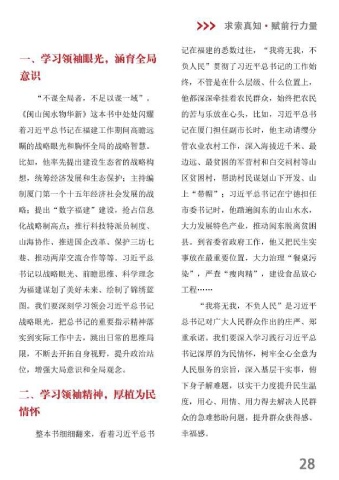 求索真知·赋前行力量
一、学习领袖眼光，涵育全局
意识
“不谋全局者，不足以谋一域”。
《闽山闽水物华新》这本书中处处闪耀
着习近平总书记在福建工作期间高瞻远
瞩的战略眼光和胸怀全局的战略智慧。
比如，他率先提出建设生态省的战略构
想，统筹经济发展和生态保护；主持编
制厦门第一个十五年经济社会发展的战
略；提出“数字福建”建设，抢占信息
化战略制高点；推行科技特派员制度、
山海协作、推进国企改革、保护三坊七
巷、推动两岸交流合作等等。习近平总
书记以战略眼光、前瞻思维、科学理念
为福建谋划了美好未来、绘制了锦绣蓝
图，我们要深刻学习领会习近平总书记
战略眼光，把总书记的重要指示精神落
实到实际工作中去，跳出日常的思维局
限，不断去开拓自身视野，提升政治站
位，增强大局意识和全局观念。
二、学习领袖精神，厚植为民
情怀
整本书细细翻来，看着习近平总书
记在福建的悉数过往，“我将无我，不
负人民”贯彻了习近平总书记的工作始
终，不管是在什么层级、什么位置上，
他都深深牵挂着农民群众，始终把农民
的苦与乐放在心头，比如，习近平总书
记在厦门担任副市长时，他主动请缨分
管农业农村工作，深入海拔近千米、最
边远、最贫困的军营村和白交祠村等山
区贫困村，帮助村民谋划山下开发、山
上“带帽”；习近平总书记在宁德担任
市委书记时，他踏遍闽东的山山水水，
大力发展特色产业，推动闽东脱离贫困
县。到省委省政府工作，他又把民生实
事放在最重要位置，大力治理“餐桌污
染”，严查“瘦肉精”，建设食品放心
工程……
“我将无我，不负人民”是习近平
总书记对广大人民群众作出的庄严、郑
重承诺。我们要深入学习践行习近平总
书记深厚的为民情怀，树牢全心全意为
人民服务的宗旨，深入基层干实事，俯
下身子解难题，以实干力度提升民生温
度，用心、用情、用力得去解决人民群
众的急难愁盼问题，提升群众获得感、
幸福感。
28